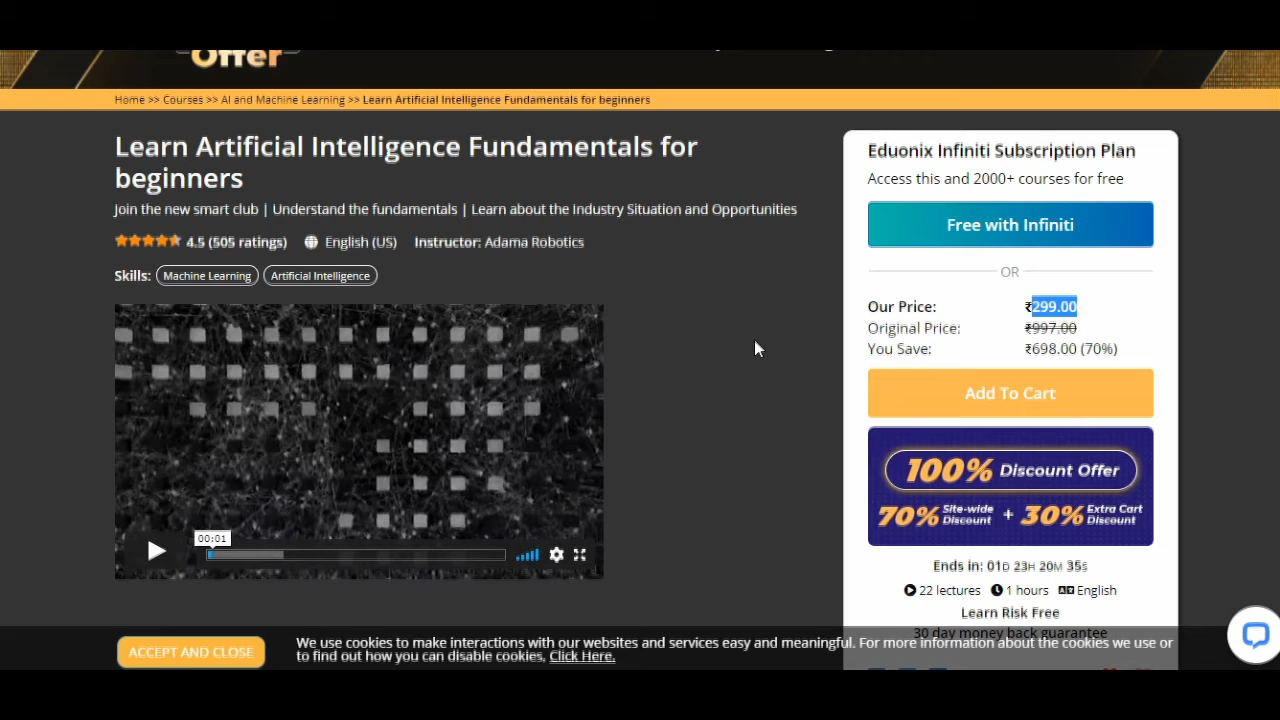 Offer
Home >> Courses >> AI and Machine Learning >> Learn Artificial Intelligence Fundamentals for beginners
Learn Artificial Intelligence Fundamentals for
beginners
Join the new smart club | Understand the fundamentals | Learn about the Industry Situation and Opportunities
4.5 (505 ratings) English (US) Instructor: Adama Robotics
Skills: Machine Learning Artificial Intelligence
00:01
Eduonix Infiniti Subscription Plan
Access this and 2000+ courses for free
Free with Infiniti
OR
Our Price: ₹299.00
Original Price: ₹997.00
You Save: ₹698.00 (70%)
Add To Cart
100% Discount Offer
70% Site-wide Discount + 30% Extra Cart Discount
Ends in: 01D 23H 20M 35S
22 lectures 1 hours English
Learn Risk Free
30 day money back guarantee
ACCEPT AND CLOSE
We use cookies to make interactions with our websites and services easy and meaningful. For more information about the cookies we use or
to find out how you can disable cookies, Click Here.